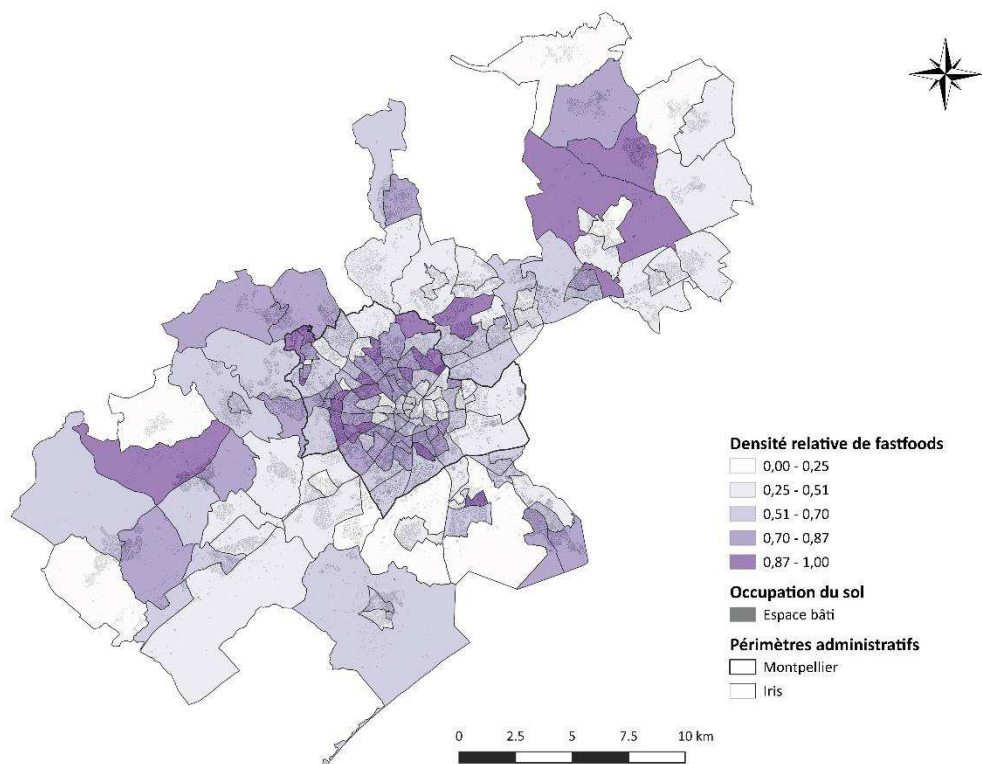 Densité relative de fastfoods
0,00 - 0,25
0,25 - 0,51
0,51 - 0,70
0,70 - 0,87
0,87 - 1,00
Occupation du sol
Espace bâti
Périmètres administratifs
Montpellier
Iris
0 2.5 5 7.5 10 km